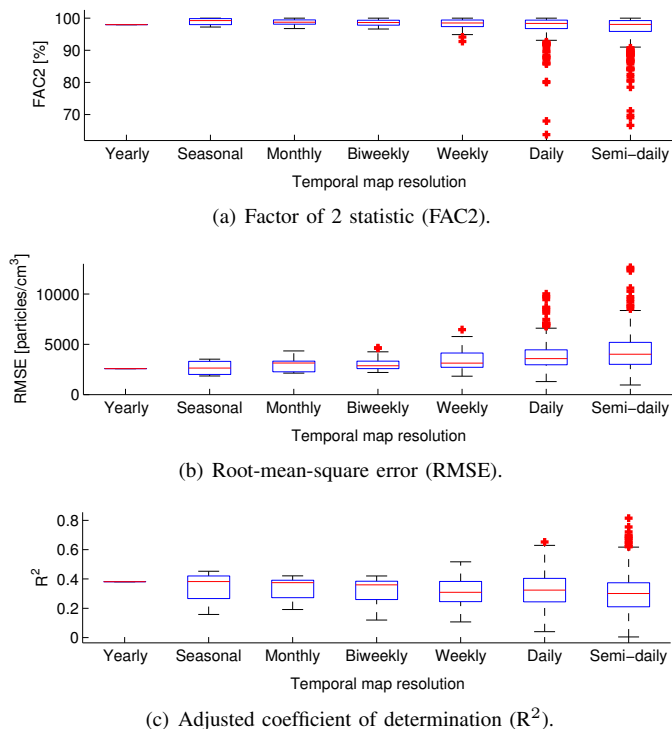 100
90
80
70
FAC2 [%]
Yearly Seasonal Monthly Biweekly Weekly Daily Semi−daily
Temporal map resolution
(a) Factor of 2 statistic (FAC2).
10000
5000
0
RMSE [particles/cm³]
Yearly Seasonal Monthly Biweekly Weekly Daily Semi−daily
Temporal map resolution
(b) Root-mean-square error (RMSE).
0.8
0.6
0.4
0.2
0
R²
Yearly Seasonal Monthly Biweekly Weekly Daily Semi−daily
Temporal map resolution
(c) Adjusted coefficient of determination (R²).